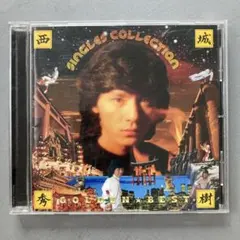 西 城
SINGLES COLLECTION
秀 GOLDEN BEST 樹